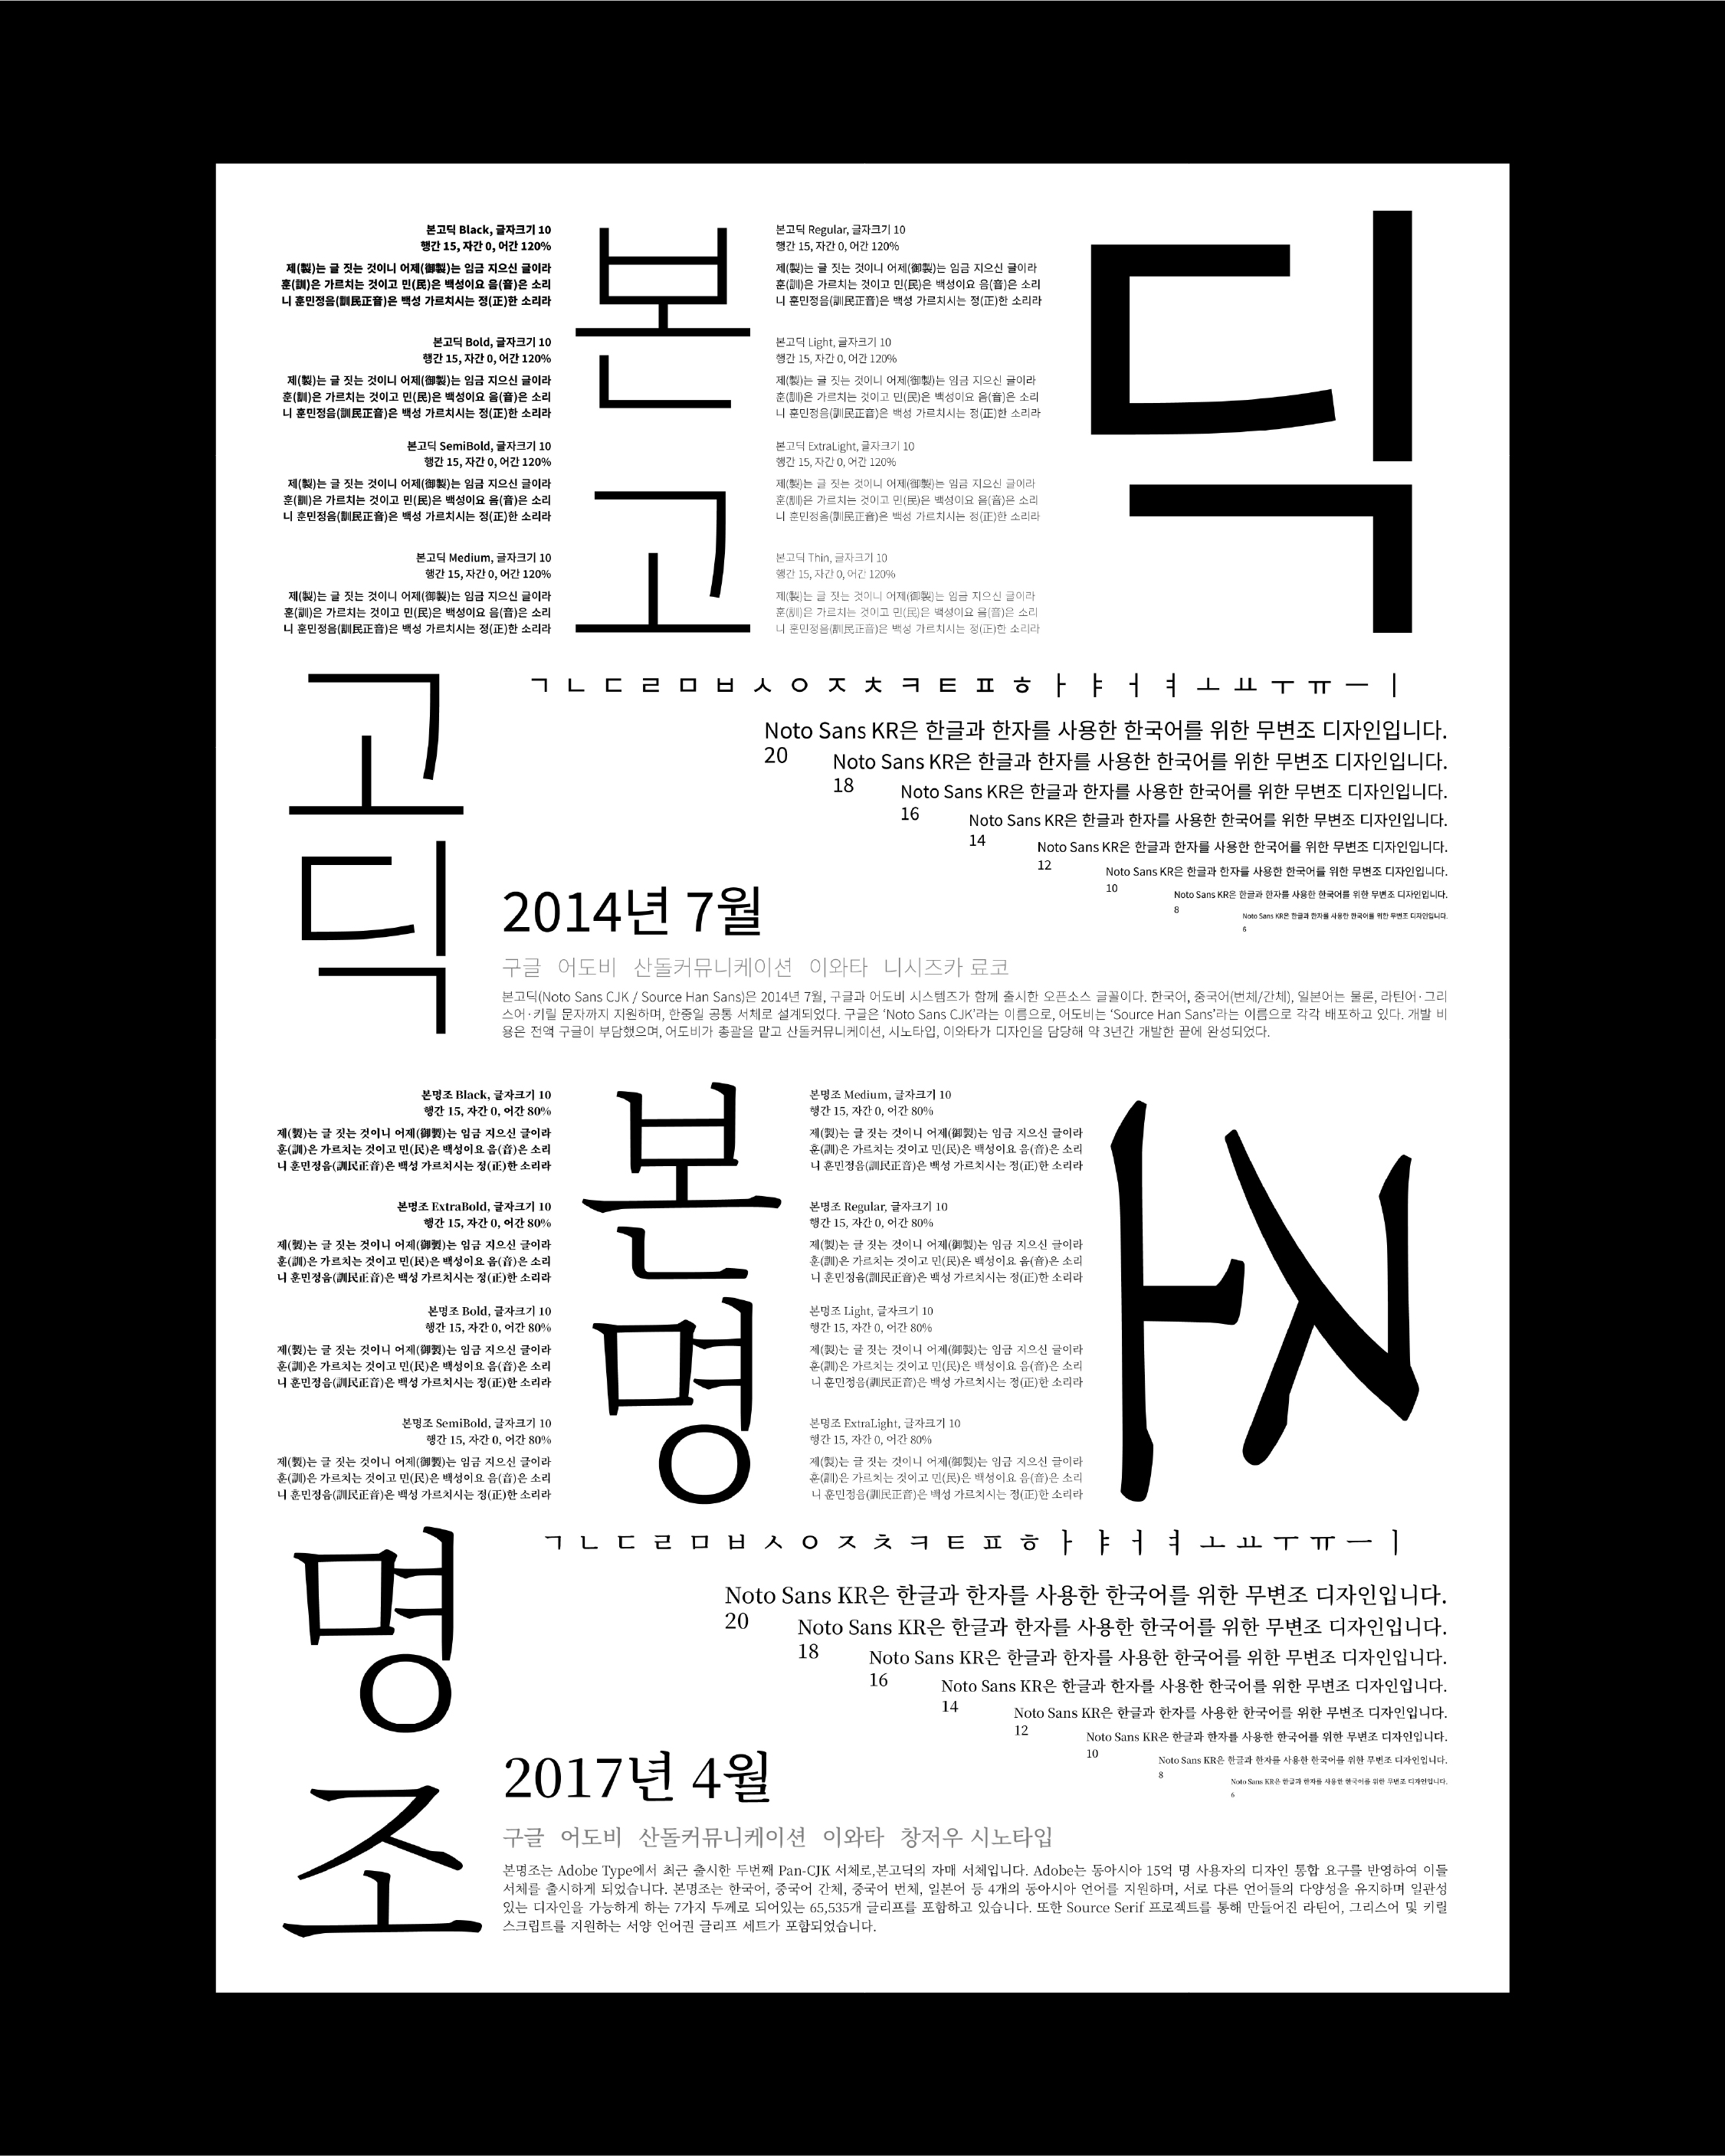 본고딕 Black, 글자크기 10
행간 15, 자간 0, 어간 120%
제(製)는 글 짓는 것이니 어제(御製)는 임금 지으신 글이라
훈(訓)은 가르치는 것이고 민(民)은 백성이요 음(音)은 소리
니 훈민정음(訓民正音)은 백성 가르치시는 정(正)한 소리라
본고딕 Bold, 글자크기 10
행간 15, 자간 0, 어간 120%
제(製)는 글 짓는 것이니 어제(御製)는 임금 지으신 글이라
훈(訓)은 가르치는 것이고 민(民)은 백성이요 음(音)은 소리
니 훈민정음(訓民正音)은 백성 가르치시는 정(正)한 소리라
본고딕 SemiBold, 글자크기 10
행간 15, 자간 0, 어간 120%
제(製)는 글 짓는 것이니 어제(御製)는 임금 지으신 글이라
훈(訓)은 가르치는 것이고 민(民)은 백성이요 음(音)은 소리
니 훈민정음(訓民正音)은 백성 가르치시는 정(正)한 소리라
본고딕 Medium, 글자크기 10
행간 15, 자간 0, 어간 120%
제(製)는 글 짓는 것이니 어제(御製)는 임금 지으신 글이라
훈(訓)은 가르치는 것이고 민(民)은 백성이요 음(音)은 소리
니 훈민정음(訓民正音)은 백성 가르치시는 정(正)한 소리라
본
고
본고딕 Regular, 글자크기 10
행간 15, 자간 0, 어간 120%
제(製)는 글 짓는 것이니 어제(御製)는 임금 지으신 글이라
훈(訓)은 가르치는 것이고 민(民)은 백성이요 음(音)은 소리
니 훈민정음(訓民正音)은 백성 가르치시는 정(正)한 소리라
본고딕 Light, 글자크기 10
행간 15, 자간 0, 어간 120%
제(製)는 글 짓는 것이니 어제(御製)는 임금 지으신 글이라
훈(訓)은 가르치는 것이고 민(民)은 백성이요 음(音)은 소리
니 훈민정음(訓民正音)은 백성 가르치시는 정(正)한 소리라
본고딕 ExtraLight, 글자크기 10
행간 15, 자간 0, 어간 120%
제(製)는 글 짓는 것이니 어제(御製)는 임금 지으신 글이라
훈(訓)은 가르치는 것이고 민(民)은 백성이요 음(音)은 소리
니 훈민정음(訓民正音)은 백성 가르치시는 정(正)한 소리라
본고딕 Thin, 글자크기 10
행간 15, 자간 0, 어간 120%
제(製)는 글 짓는 것이니 어제(御製)는 임금 지으신 글이라
훈(訓)은 가르치는 것이고 민(民)은 백성이요 음(音)은 소리
니 훈민정음(訓民正音)은 백성 가르치시는 정(正)한 소리라
딕
고
딕
ㄱ ㄴ ㄷ ㄹ ㅁ ㅂ ㅅ ㅇ ㅈ ㅊ ㅋ ㅌ ㅍ ㅎ ㅏ ㅑ ㅓ ㅕ ㅗ ㅛ ㅜ ㅠ ㅡ ㅣ
Noto Sans KR은 한글과 한자를 사용한 한국어를 위한 무변조 디자인입니다.
20
Noto Sans KR은 한글과 한자를 사용한 한국어를 위한 무변조 디자인입니다.
18
Noto Sans KR은 한글과 한자를 사용한 한국어를 위한 무변조 디자인입니다.
16
Noto Sans KR은 한글과 한자를 사용한 한국어를 위한 무변조 디자인입니다.
14
Noto Sans KR은 한글과 한자를 사용한 한국어를 위한 무변조 디자인입니다.
12
Noto Sans KR은 한글과 한자를 사용한 한국어를 위한 무변조 디자인입니다.
10
Noto Sans KR은 한글과 한자를 사용한 한국어를 위한 무변조 디자인입니다.
8
Noto Sans KR은 한글과 한자를 사용한 한국어를 위한 무변조 디자인입니다.
6
2014년 7월
구글 어도비 산돌커뮤니케이션 이와타 니시즈카 료코
본고딕(Noto Sans CJK / Source Han Sans)은 2014년 7월, 구글과 어도비 시스템즈가 함께 출시한 오픈소스 글꼴이다. 한국어, 중국어(번체/간체), 일본어는 물론, 라틴어·그리
스어·키릴 문자까지 지원하며, 한중일 공통 서체로 설계되었다. 구글은 ‘Noto Sans CJK’라는 이름으로, 어도비는 ‘Source Han Sans’라는 이름으로 각각 배포하고 있다. 개발 비
용은 전액 구글이 부담했으며, 어도비가 총괄을 맡고 산돌커뮤니케이션, 시노타입, 이와타가 디자인을 담당해 약 3년간 개발한 끝에 완성되었다.
본명조 Black, 글자크기 10
행간 15, 자간 0, 어간 80%
제(製)는 글 짓는 것이니 어제(御製)는 임금 지으신 글이라
훈(訓)은 가르치는 것이고 민(民)은 백성이요 음(音)은 소리
니 훈민정음(訓民正音)은 백성 가르치시는 정(正)한 소리라
본명조 ExtraBold, 글자크기 10
행간 15, 자간 0, 어간 80%
제(製)는 글 짓는 것이니 어제(御製)는 임금 지으신 글이라
훈(訓)은 가르치는 것이고 민(民)은 백성이요 음(音)은 소리
니 훈민정음(訓民正音)은 백성 가르치시는 정(正)한 소리라
본명조 Bold, 글자크기 10
행간 15, 자간 0, 어간 80%
제(製)는 글 짓는 것이니 어제(御製)는 임금 지으신 글이라
훈(訓)은 가르치는 것이고 민(民)은 백성이요 음(音)은 소리
니 훈민정음(訓民正音)은 백성 가르치시는 정(正)한 소리라
본명조 SemiBold, 글자크기 10
행간 15, 자간 0, 어간 80%
제(製)는 글 짓는 것이니 어제(御製)는 임금 지으신 글이라
훈(訓)은 가르치는 것이고 민(民)은 백성이요 음(音)은 소리
니 훈민정음(訓民正音)은 백성 가르치시는 정(正)한 소리라
본
명
본명조 Medium, 글자크기 10
행간 15, 자간 0, 어간 80%
제(製)는 글 짓는 것이니 어제(御製)는 임금 지으신 글이라
훈(訓)은 가르치는 것이고 민(民)은 백성이요 음(音)은 소리
니 훈민정음(訓民正音)은 백성 가르치시는 정(正)한 소리라
본명조 Regular, 글자크기 10
행간 15, 자간 0, 어간 80%
제(製)는 글 짓는 것이니 어제(御製)는 임금 지으신 글이라
훈(訓)은 가르치는 것이고 민(民)은 백성이요 음(音)은 소리
니 훈민정음(訓民正音)은 백성 가르치시는 정(正)한 소리라
본명조 Light, 글자크기 10
행간 15, 자간 0, 어간 80%
제(製)는 글 짓는 것이니 어제(御製)는 임금 지으신 글이라
훈(訓)은 가르치는 것이고 민(民)은 백성이요 음(音)은 소리
니 훈민정음(訓民正音)은 백성 가르치시는 정(正)한 소리라
본명조 ExtraLight, 글자크기 10
행간 15, 자간 0, 어간 80%
제(製)는 글 짓는 것이니 어제(御製)는 임금 지으신 글이라
훈(訓)은 가르치는 것이고 민(民)은 백성이요 음(音)은 소리
니 훈민정음(訓民正音)은 백성 가르치시는 정(正)한 소리라
조
명
조
ㄱ ㄴ ㄷ ㄹ ㅁ ㅂ ㅅ ㅇ ㅈ ㅊ ㅋ ㅌ ㅍ ㅎ ㅏ ㅑ ㅓ ㅕ ㅗ ㅛ ㅜ ㅠ ㅡ ㅣ
Noto Sans KR은 한글과 한자를 사용한 한국어를 위한 무변조 디자인입니다.
20
Noto Sans KR은 한글과 한자를 사용한 한국어를 위한 무변조 디자인입니다.
18
Noto Sans KR은 한글과 한자를 사용한 한국어를 위한 무변조 디자인입니다.
16
Noto Sans KR은 한글과 한자를 사용한 한국어를 위한 무변조 디자인입니다.
14
Noto Sans KR은 한글과 한자를 사용한 한국어를 위한 무변조 디자인입니다.
12
Noto Sans KR은 한글과 한자를 사용한 한국어를 위한 무변조 디자인입니다.
10
Noto Sans KR은 한글과 한자를 사용한 한국어를 위한 무변조 디자인입니다.
8
Noto Sans KR은 한글과 한자를 사용한 한국어를 위한 무변조 디자인입니다.
6
2017년 4월
구글 어도비 산돌커뮤니케이션 이와타 창저우 시노타입
본명조는 Adobe Type에서 최근 출시한 두번째 Pan-CJK 서체로,본고딕의 자매 서체입니다. Adobe는 동아시아 15억 명 사용자의 디자인 통합 요구를 반영하여 이들
서체를 출시하게 되었습니다. 본명조는 한국어, 중국어 간체, 중국어 번체, 일본어 등 4개의 동아시아 언어를 지원하며, 서로 다른 언어들의 다양성을 유지하며 일관성
있는 디자인을 가능하게 하는 7가지 두께로 되어있는 65,535개 글리프를 포함하고 있습니다. 또한 Source Serif 프로젝트를 통해 만들어진 라틴어, 그리스어 및 키릴
스크립트를 지원하는 서양 언어권 글리프 세트가 포함되었습니다.